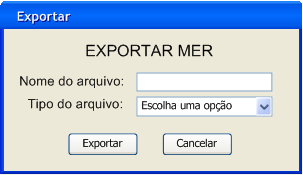 Exportar
EXPORTAR MER
Nome do arquivo:
Tipo do arquivo: Escolha uma opção
Exportar Cancelar